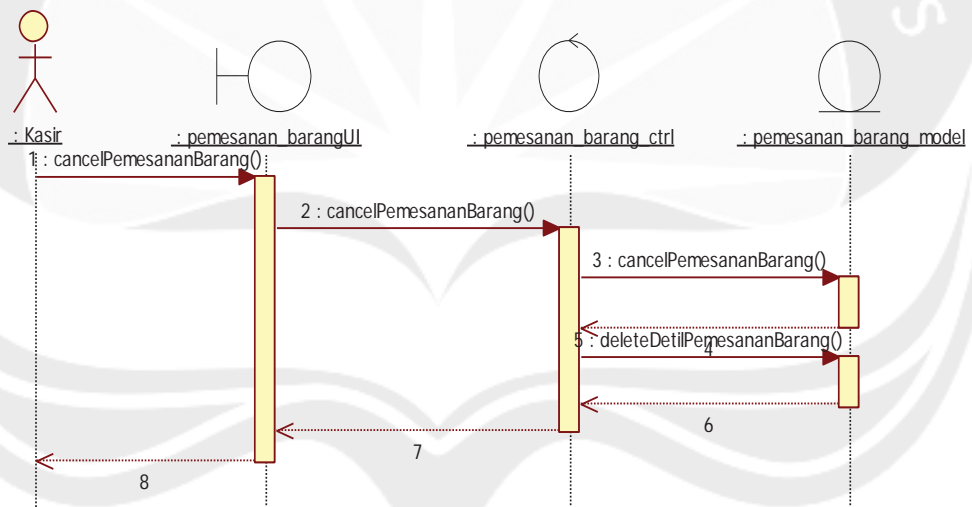 S
: Kasir
: pemesanan_barangUI
: pemesanan_barang_ctrl
: pemesanan_barang_model
1 : cancelPemesananBarang()
2 : cancelPemesananBarang()
3 : cancelPemesananBarang()
4
5 : deleteDetilPemesananBarang()
6
7
8